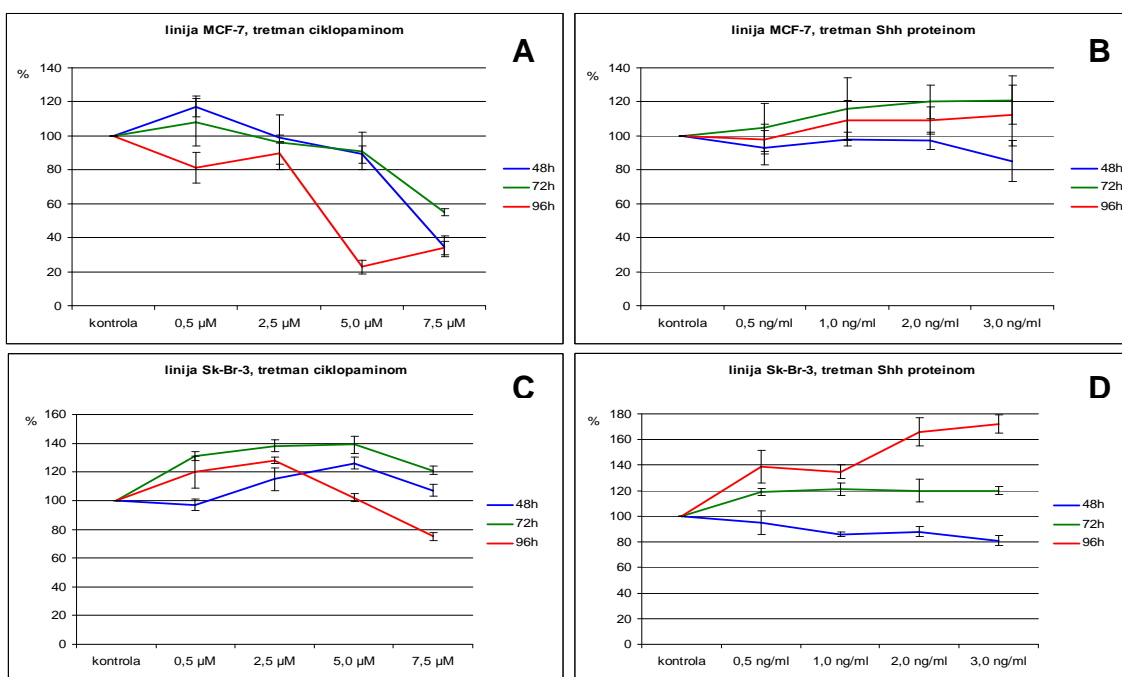 linija MCF-7, tretman ciklopaminom
A
%
140
120
100
80
60
40
20
0
kontrola 0,5 µM 2,5 µM 5,0 µM 7,5 µM
48h
72h
96h
linija MCF-7, tretman Shh proteinom
B
%
140
120
100
80
60
40
20
0
kontrola 0,5 ng/ml 1,0 ng/ml 2,0 ng/ml 3,0 ng/ml
48h
72h
96h
linija Sk-Br-3, tretman ciklopaminom
C
%
160
140
120
100
80
60
40
20
0
kontrola 0,5 µM 2,5 µM 5,0 µM 7,5 µM
48h
72h
96h
linija Sk-Br-3, tretman Shh proteinom
D
%
180
160
140
120
100
80
60
40
20
0
kontrola 0,5 ng/ml 1,0 ng/ml 2,0 ng/ml 3,0 ng/ml
48h
72h
96h